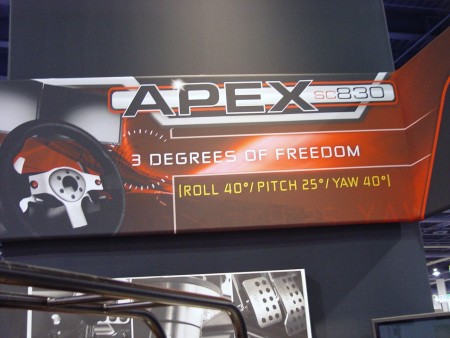 APEX SC830
3 DEGREES OF FREEDOM
(ROLL 40°/PITCH 25°/YAW 40°)